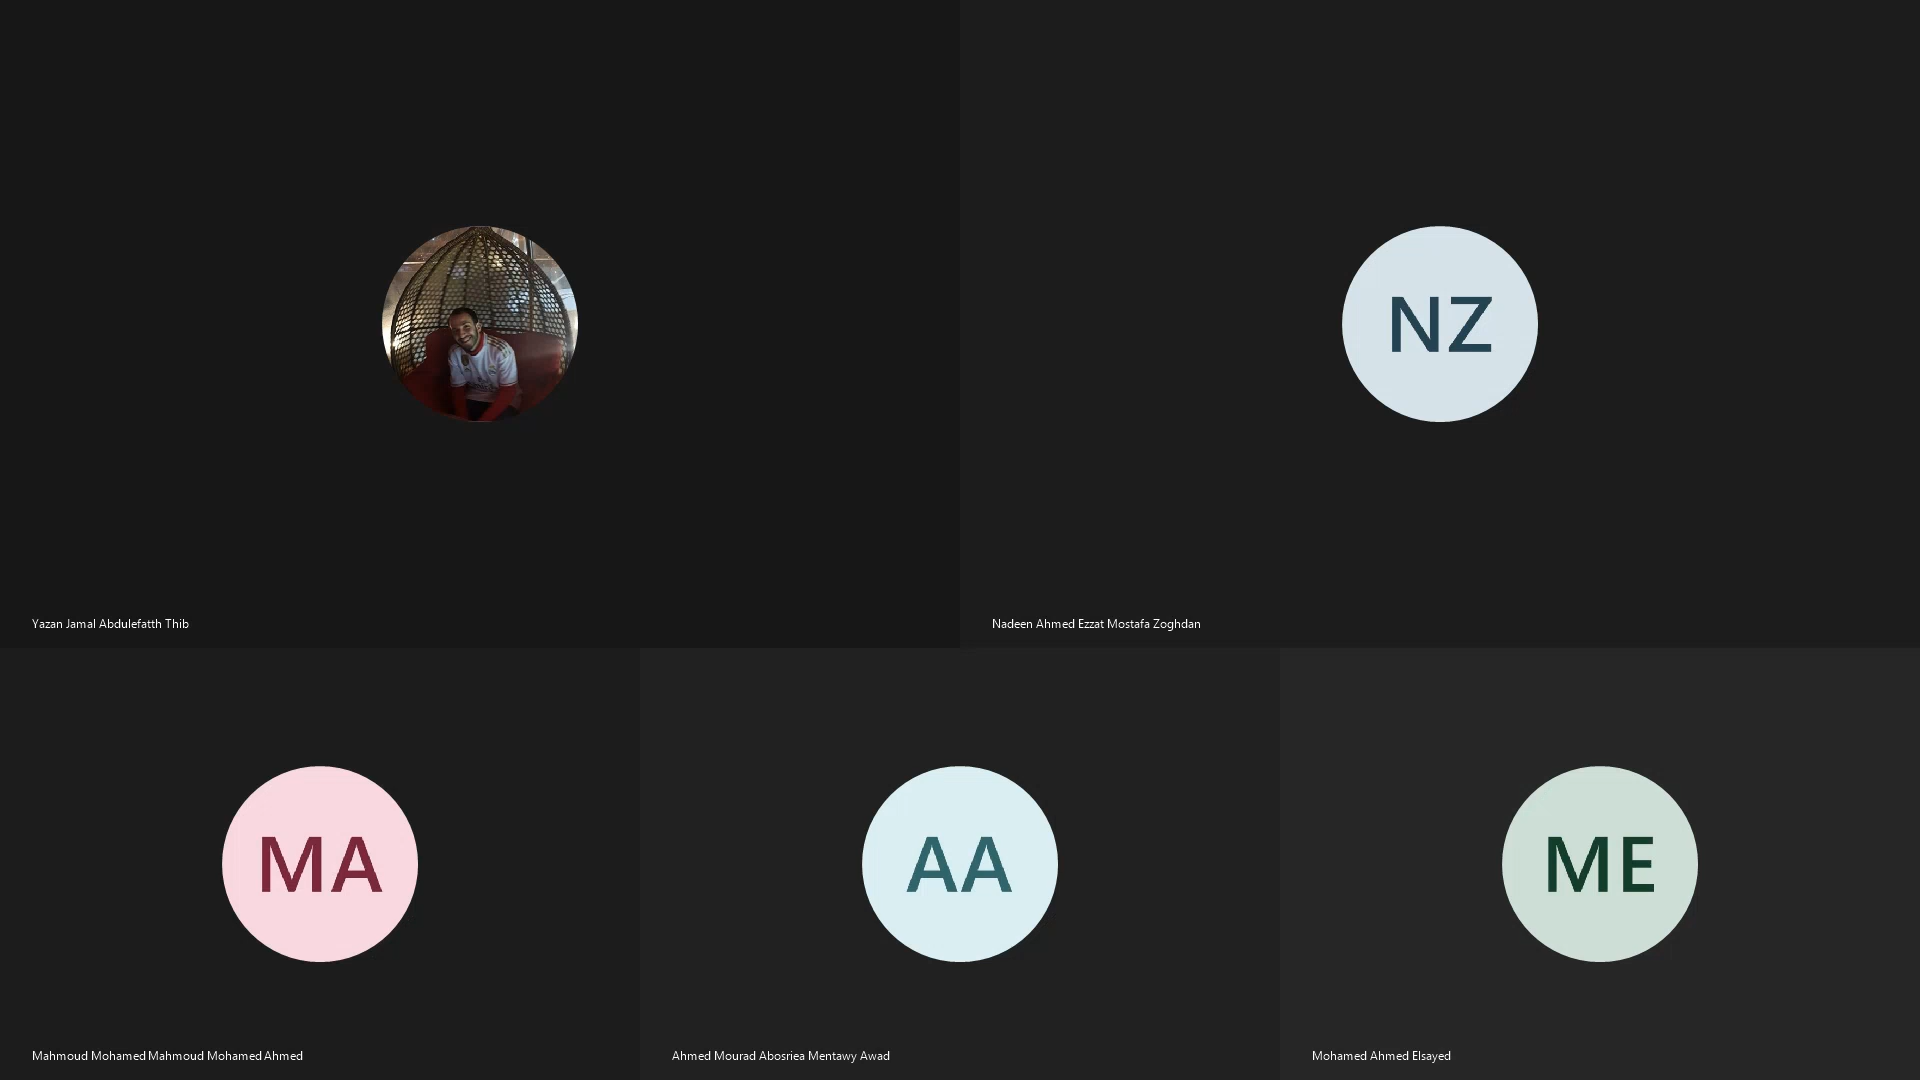 NZ
Yazan Jamal Abdulefatth Thib
Nadeen Ahmed Ezzat Mostafa Zoghdan
MA
AA
ME
Mahmoud Mohamed Mahmoud Mohamed Ahmed
Ahmed Mourad Abosriea Mentawy Awad
Mohamed Ahmed Elsayed